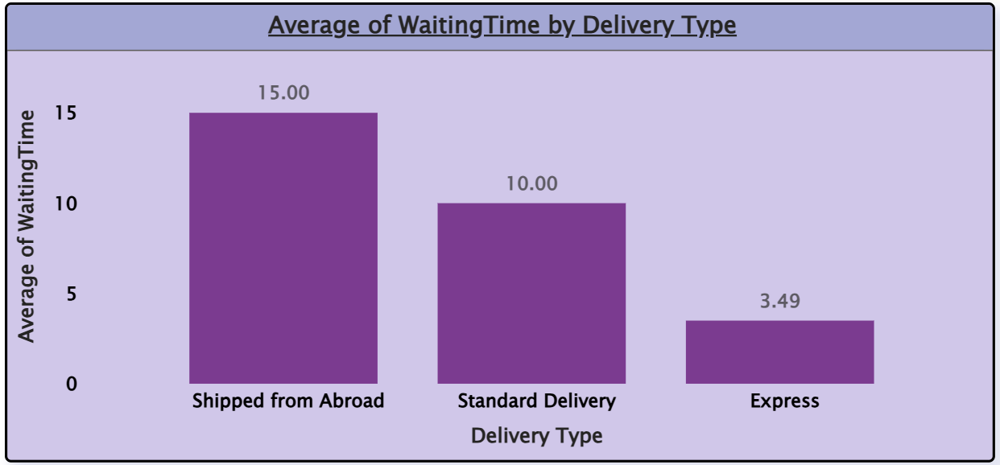 Average of WaitingTime by Delivery Type
Average of WaitingTime
15
10
5
0
15.00
10.00
3.49
Shipped from Abroad
Standard Delivery
Express
Delivery Type